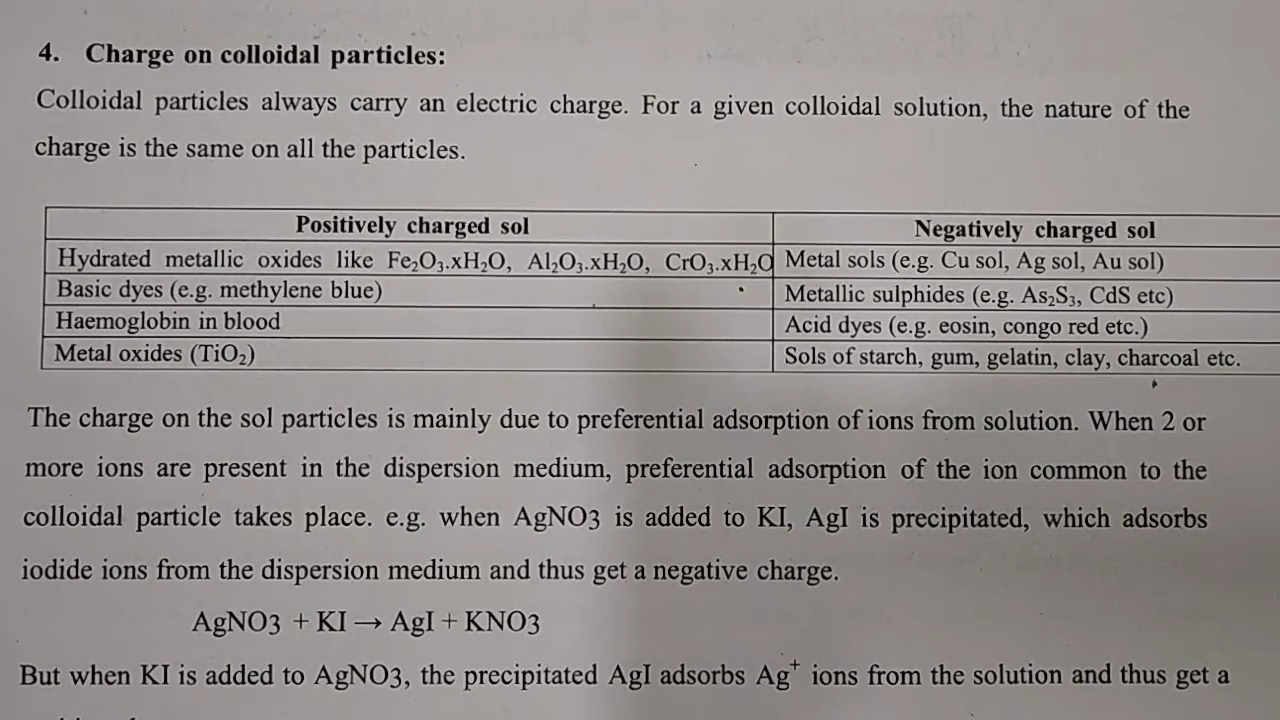 4. Charge on colloidal particles:
Colloidal particles always carry an electric charge. For a given colloidal solution, the nature of the
charge is the same on all the particles.
Positively charged sol Negatively charged sol
Hydrated metallic oxides like Fe₂O₃.xH₂O, Al₂O₃.xH₂O, CrO₃.xH₂O Metal sols (e.g. Cu sol, Ag sol, Au sol)
Basic dyes (e.g. methylene blue) Metallic sulphides (e.g. As₂S₃, CdS etc)
Haemoglobin in blood Acid dyes (e.g. eosin, congo red etc.)
Metal oxides (TiO₂) Sols of starch, gum, gelatin, clay, charcoal etc.
The charge on the sol particles is mainly due to preferential adsorption of ions from solution. When 2 or
more ions are present in the dispersion medium, preferential adsorption of the ion common to the
colloidal particle takes place. e.g. when AgNO3 is added to KI, AgI is precipitated, which adsorbs
iodide ions from the dispersion medium and thus get a negative charge.
AgNO3 + KI → AgI + KNO3
But when KI is added to AgNO3, the precipitated AgI adsorbs Ag⁺ ions from the solution and thus get a